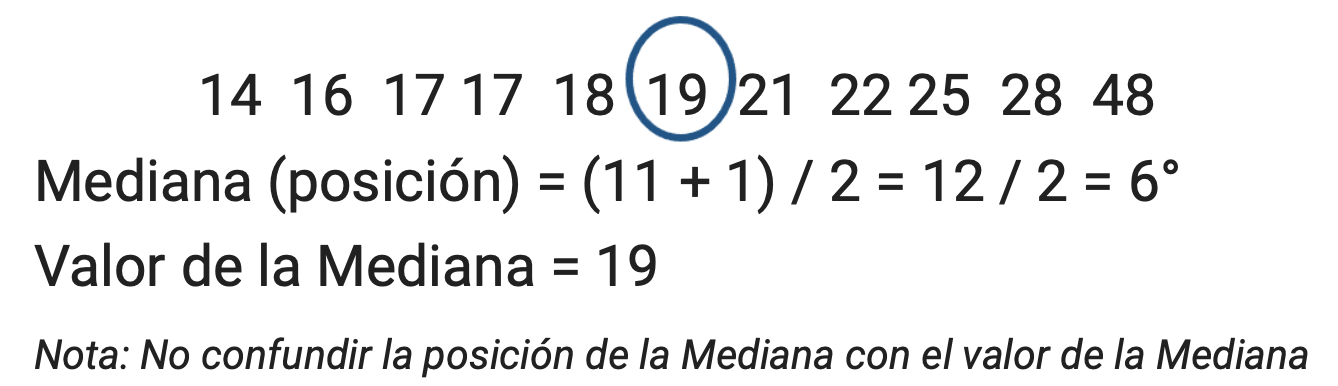 14 16 17 17 18 19 21 22 25 28 48
Mediana (posición) = (11 + 1) / 2 = 12 / 2 = 6°
Valor de la Mediana = 19
Nota: No confundir la posición de la Mediana con el valor de la Mediana